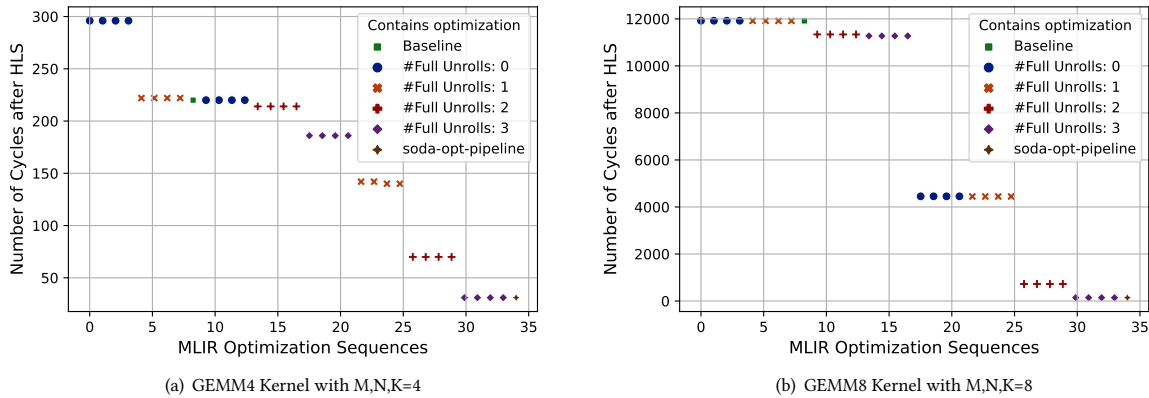 Number of Cycles after HLS
300
250
200
150
100
50
0
5
10
15
20
25
30
35
MLIR Optimization Sequences
Contains optimization
Baseline
#Full Unrolls: 0
#Full Unrolls: 1
#Full Unrolls: 2
#Full Unrolls: 3
soda-opt-pipeline
(a) GEMM4 Kernel with M,N,K=4
Number of Cycles after HLS
12000
10000
8000
6000
4000
2000
0
0
5
10
15
20
25
30
35
MLIR Optimization Sequences
Contains optimization
Baseline
#Full Unrolls: 0
#Full Unrolls: 1
#Full Unrolls: 2
#Full Unrolls: 3
soda-opt-pipeline
(b) GEMM8 Kernel with M,N,K=8